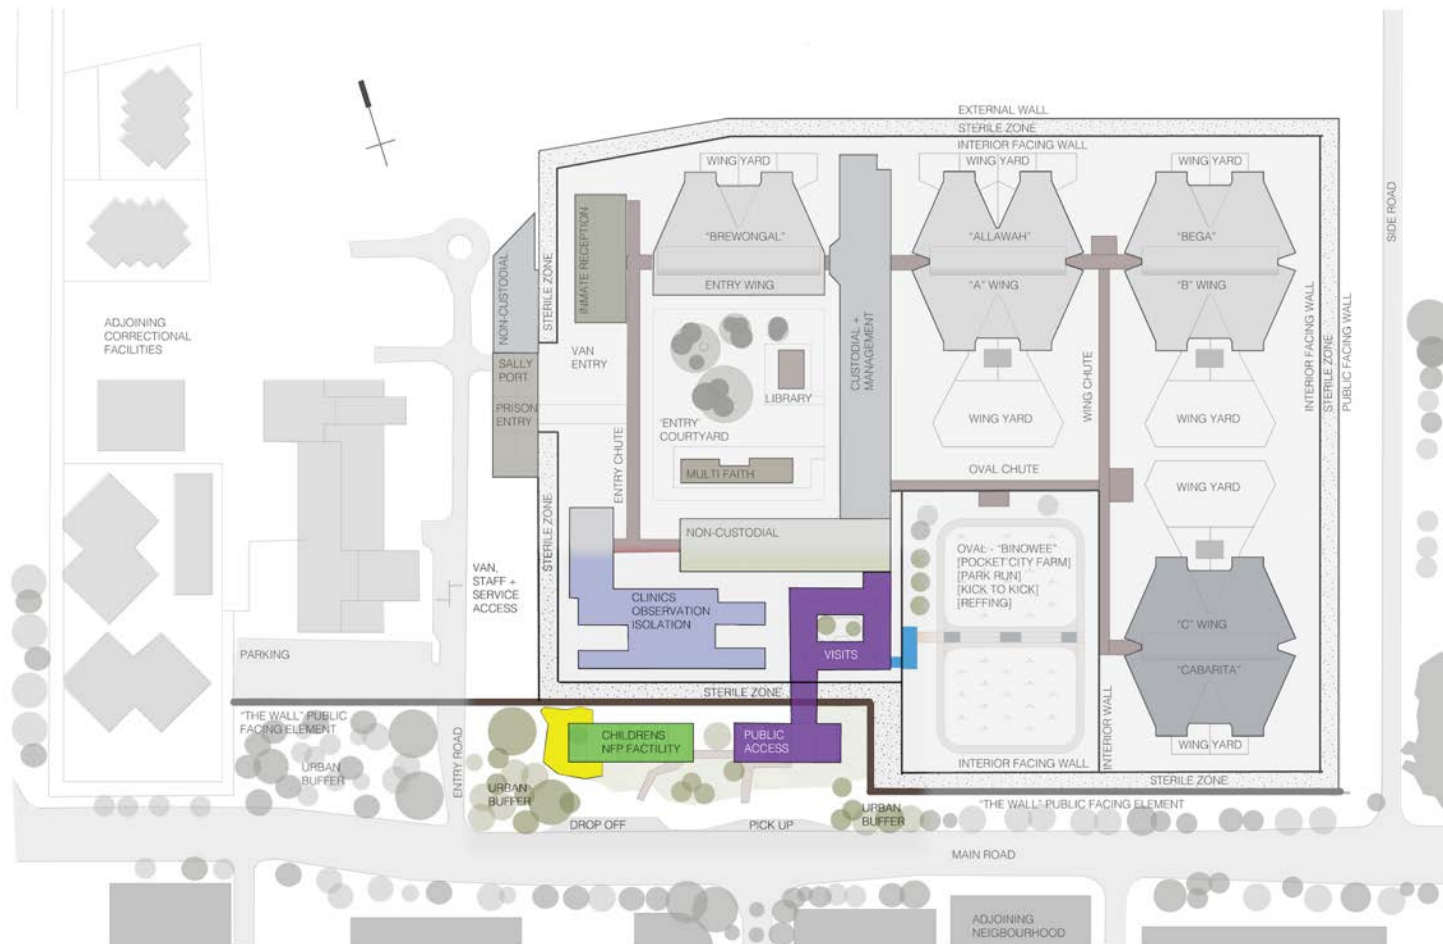 EXTERNAL WALL
STERILE ZONE
INTERIOR FACING WALL
WING YARD
WING YARD
WING YARD
SIDE ROAD
INMATE RECEPTION
"BREWONGAL"
"ALLAWAH"
"BEGA"
NON-CUSTODIAL
STERILE ZONE
ENTRY WING
"A" WING
"B" WING
ADJOINING
CORRECTIONAL
FACILITIES
VAN
ENTRY
CUSTODIAL +
MANAGEMENT
INTERIOR FACING WALL
STERILE ZONE
PUBLIC FACING WALL
SALLY
PORT
LIBRARY
WING CHUTE
PRISON
ENTRY
'ENTRY'
COURTYARD
WING YARD
WING YARD
ENTRY CHUTE
MULTI FAITH
OVAL CHUTE
WING YARD
STERILE ZONE
NON-CUSTODIAL
OVAL - "BINOWEE"
[POCKET CITY FARM]
[PARK RUN]
[KICK TO KICK]
[REFFING]
VAN,
STAFF +
SERVICE
ACCESS
CLINICS
OBSERVATION
ISOLATION
"C" WING
PARKING
VISITS
"CABARITA"
STERILE ZONE
"THE WALL" PUBLIC
FACING ELEMENT
CHILDRENS
NFP FACTILITY
PUBLIC
ACCESS
INTERIOR WALL
WING YARD
URBAN
BUFFER
ENTRY ROAD
INTERIOR FACING WALL
STERILE ZONE
URBAN
BUFFER
"THE WALL" PUBLIC FACING ELEMENT
URBAN
BUFFER
DROP OFF
PICK UP
MAIN ROAD
ADJOINING
NEIGBOURHOOD